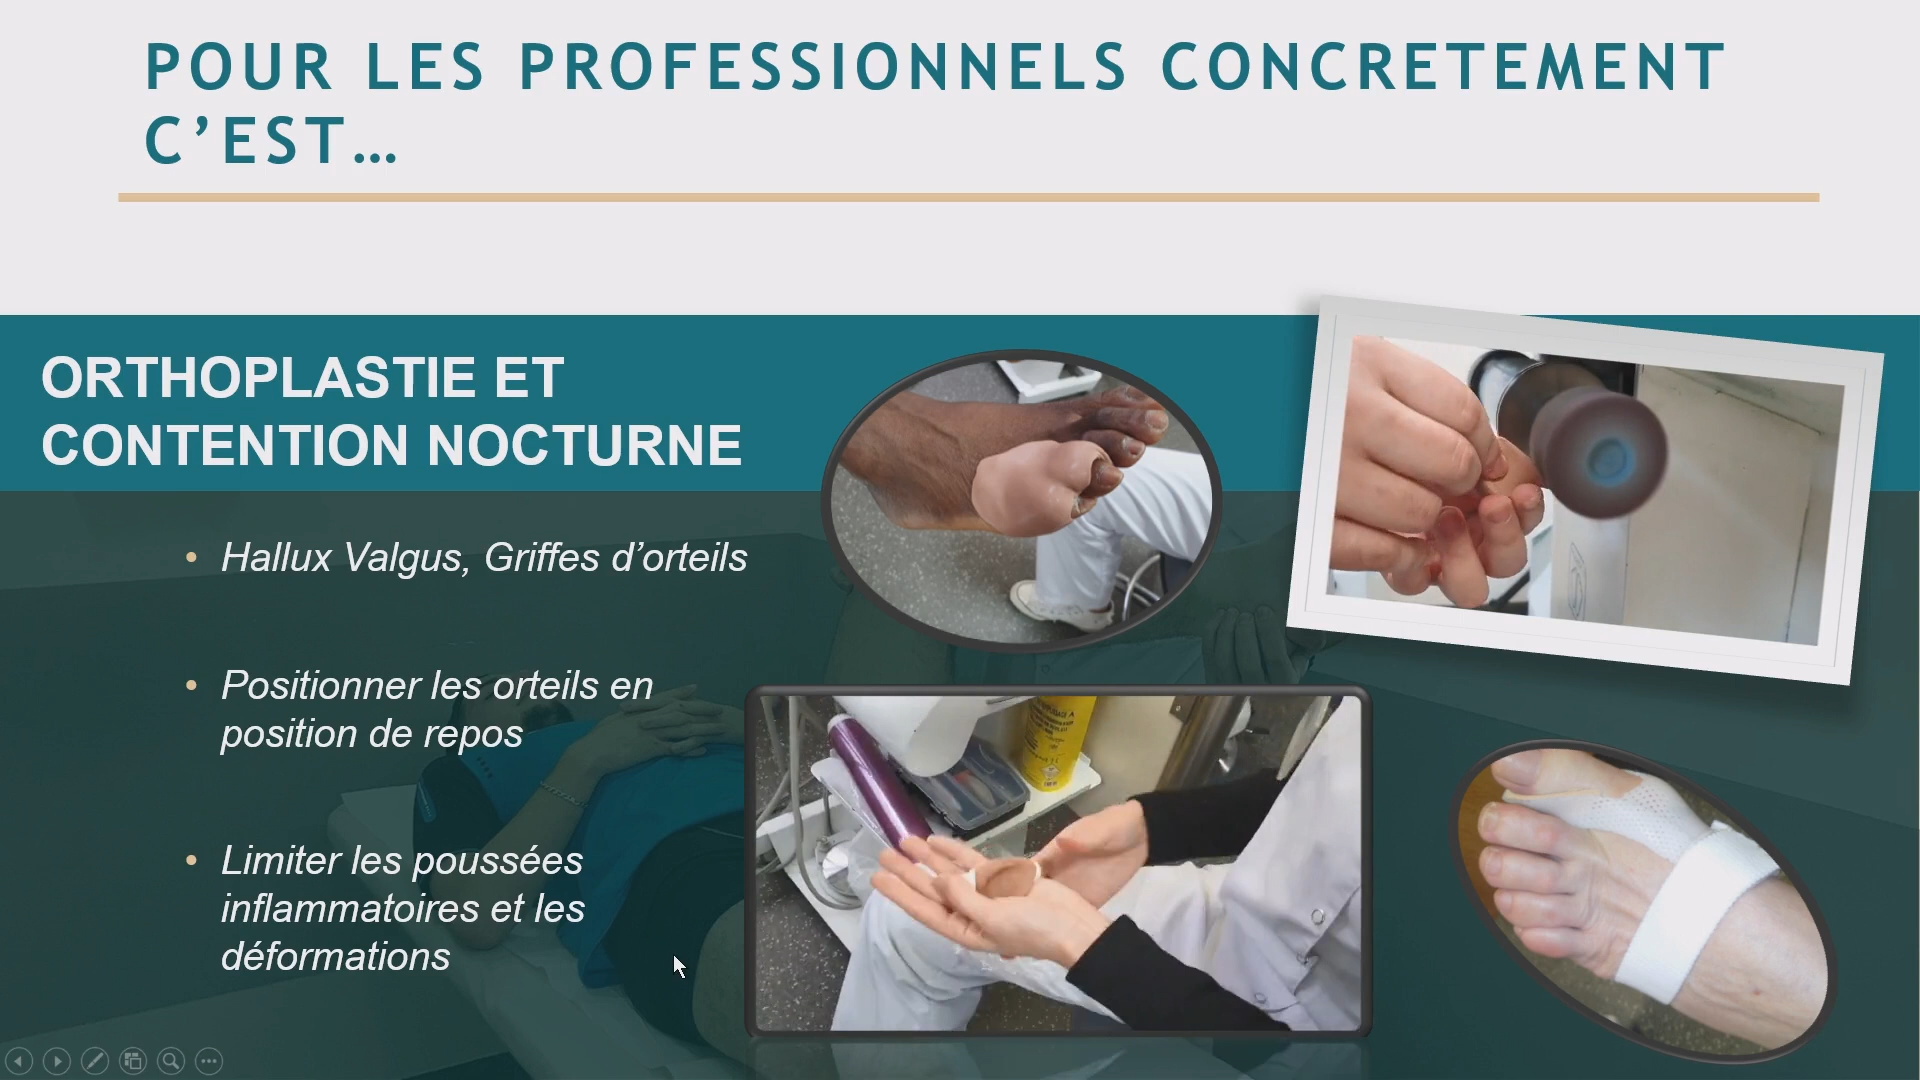 POUR LES PROFESSIONNELS CONCRETEMENT
C’EST…
ORTHOPLASTIE ET
CONTENTION NOCTURNE
• Hallux Valgus, Griffes d’orteils
• Positionner les orteils en
position de repos
• Limiter les poussées
inflammatoires et les
déformations